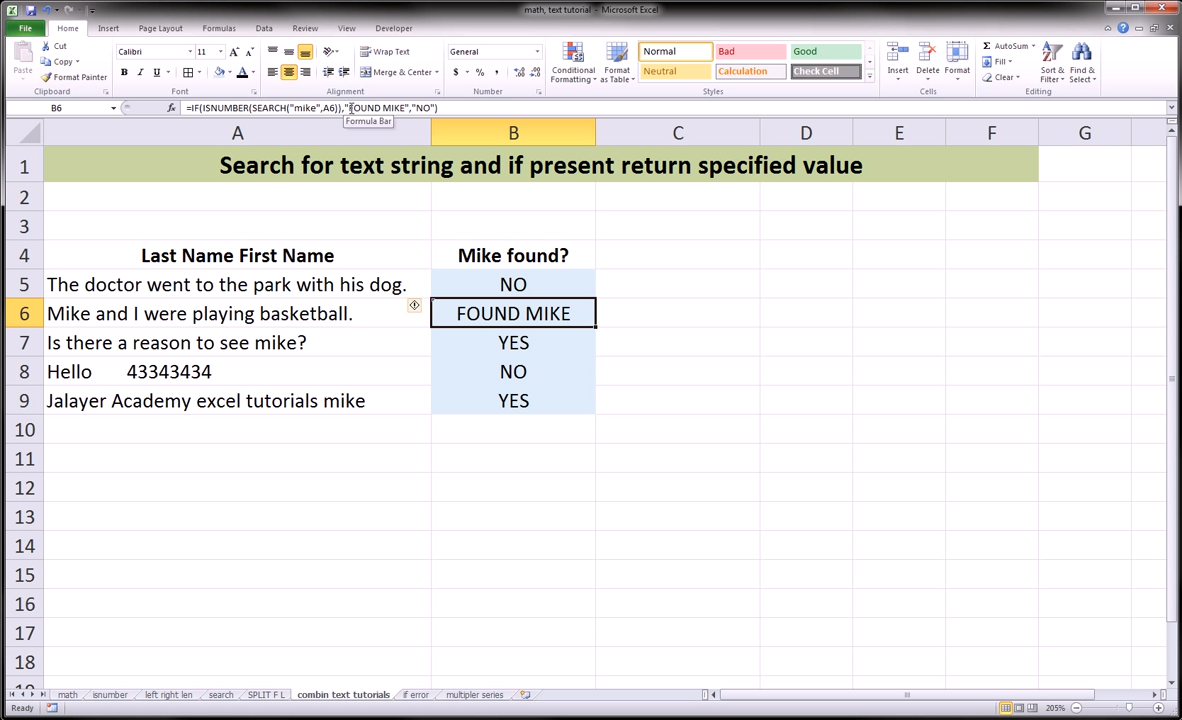 math, text tutorial - Microsoft Excel
File Home Insert Page Layout Formulas Data Review View Developer
Paste Cut Copy Format Painter Clipboard
Calibri 11 A A B I U A Font
Wrap Text Merge & Center Alignment
General $ % , Number
Conditional Formatting Format as Table Normal Bad Good Neutral Calculation Check Cell Styles
Insert Delete Format Cells
AutoSum Fill Clear Sort & Filter Find & Select Editing
B6 fx =IF(ISNUMBER(SEARCH("mike",A6)),"FOUND MIKE","NO")
Formula Bar
A B C D E F G
1 Search for text string and if present return specified value
2
3
4 Last Name First Name Mike found?
5 The doctor went to the park with his dog. NO
6 Mike and I were playing basketball. FOUND MIKE
7 Is there a reason to see mike? YES
8 Hello 43343434 NO
9 Jalayer Academy excel tutorials mike YES
10
11
12
13
14
15
16
17
18
math isnumber left right len search SPLIT F L combin text tutorials if error multipler series
Ready 205%